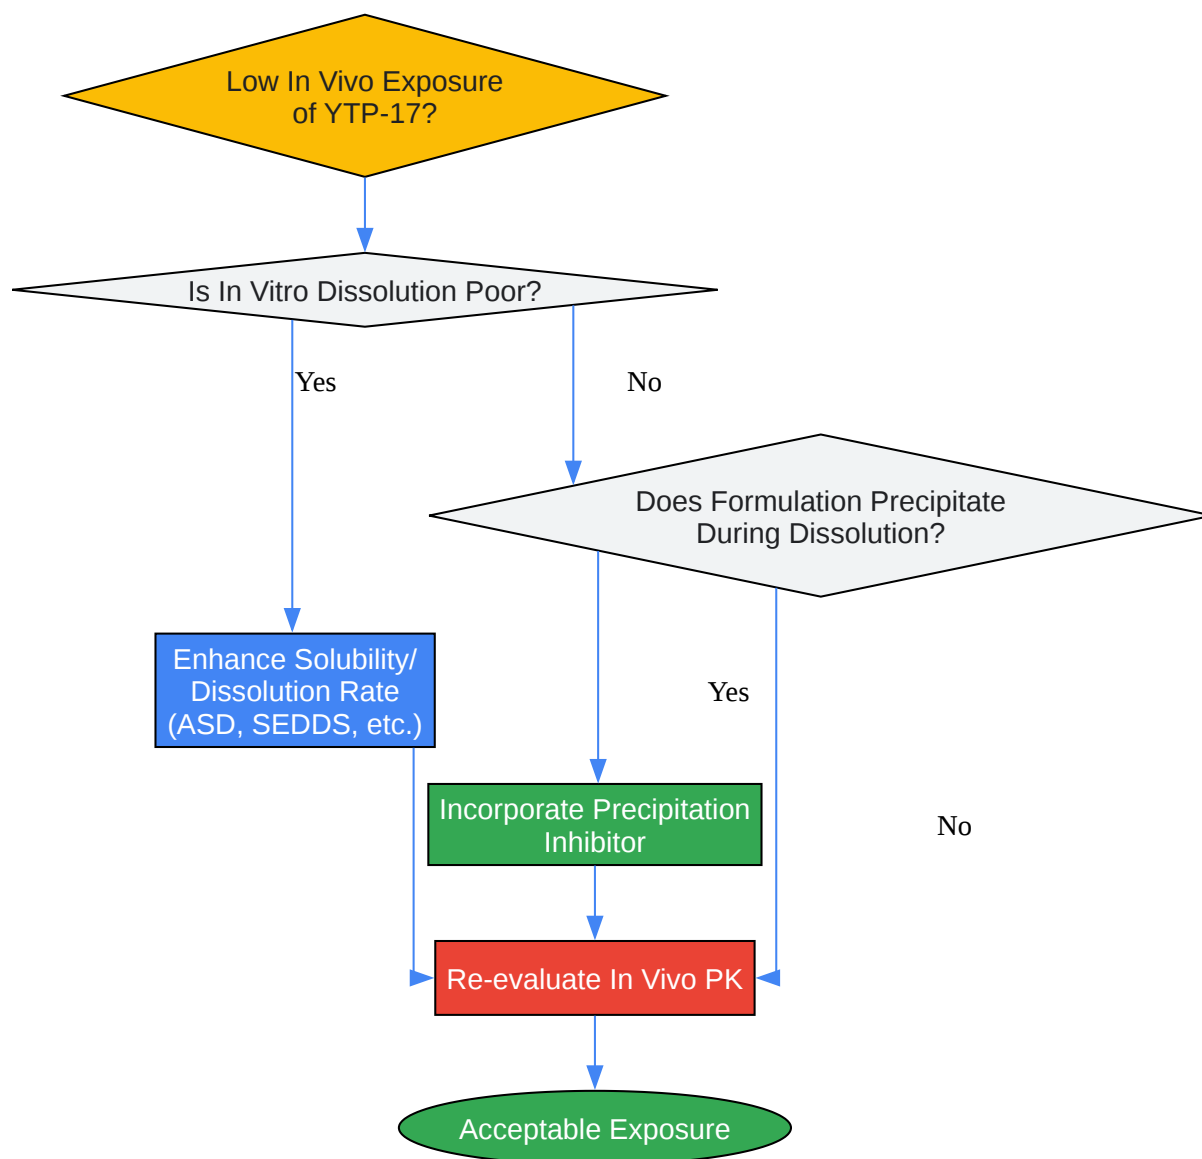 Low In Vivo Exposure
of YTP-17?
Is In Vitro Dissolution Poor?
Yes
No
Does Formulation Precipitate
During Dissolution?
Enhance Solubility/
Dissolution Rate
(ASD, SEDDS, etc.)
Yes
Incorporate Precipitation
Inhibitor
No
Re-evaluate In Vivo PK
Acceptable Exposure